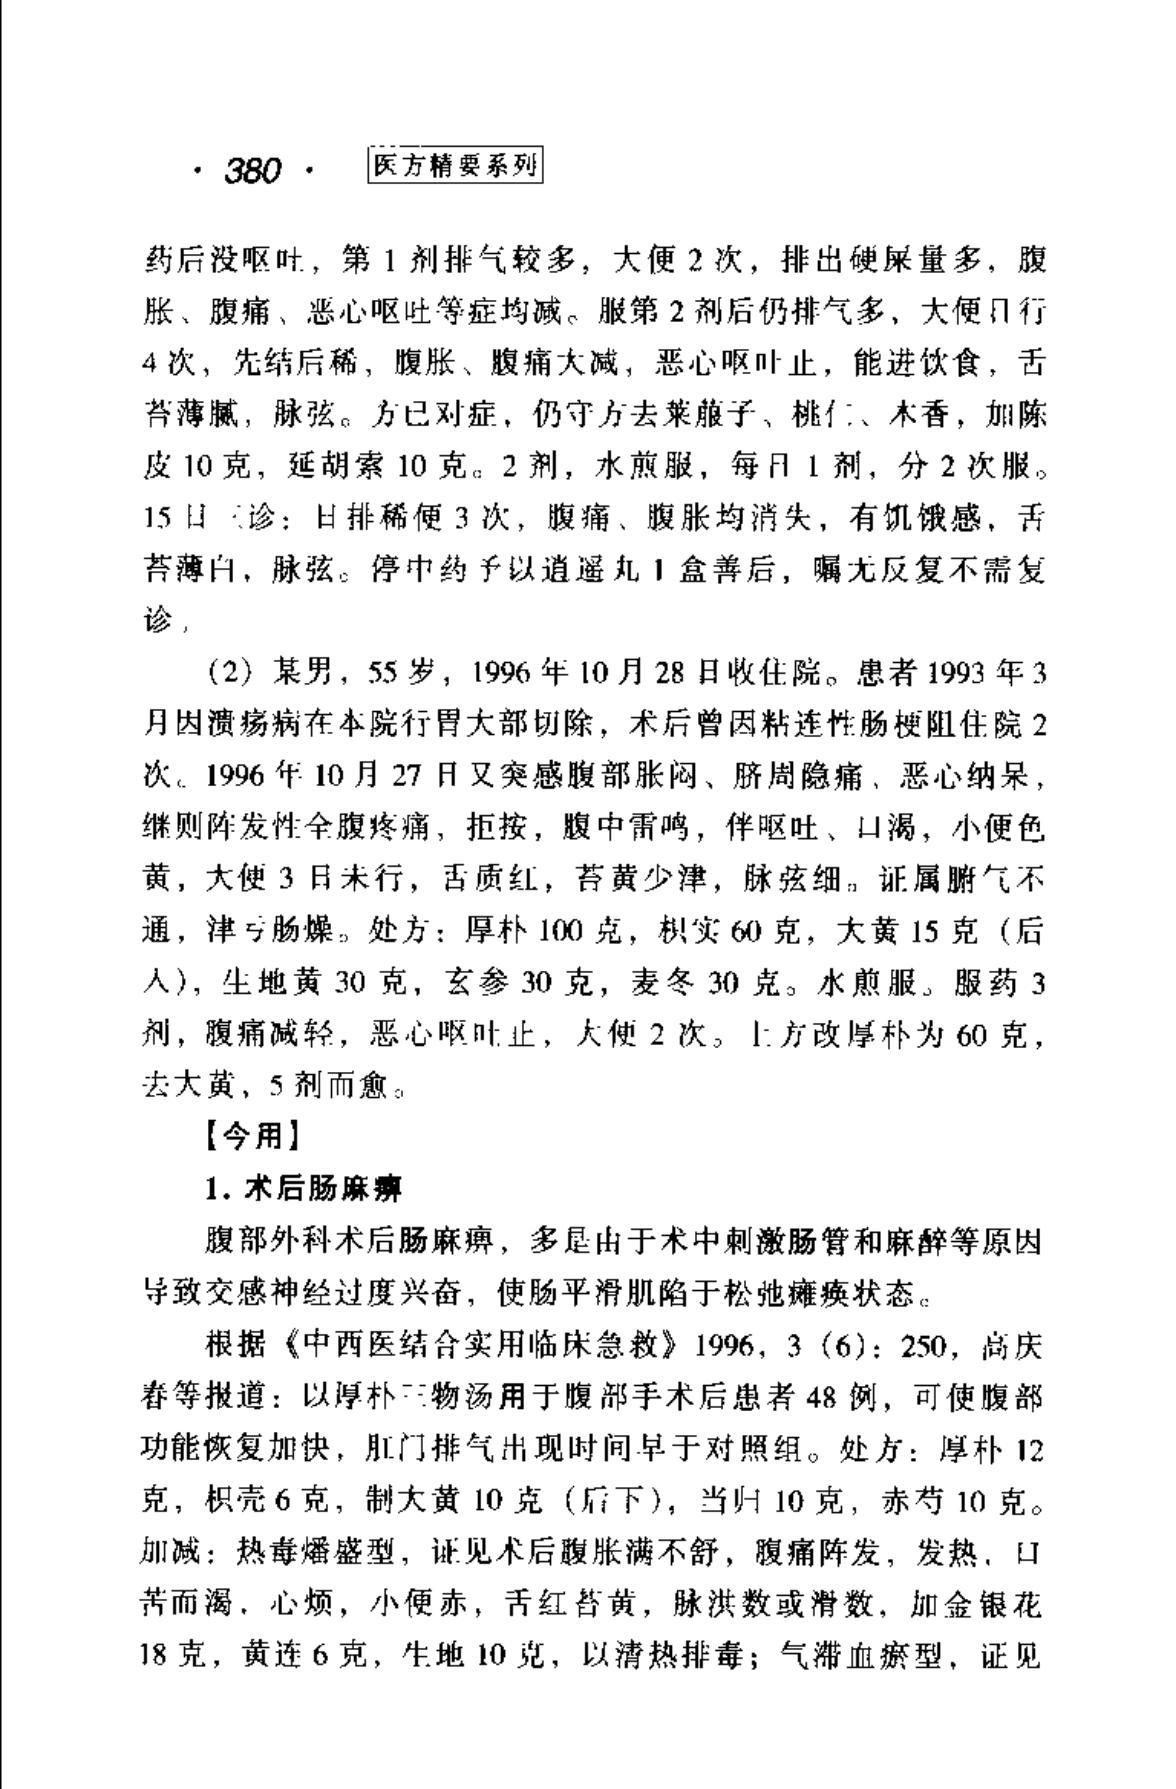 · 380 · 医方精要系列
药后没呕吐，第 1 剂排气较多，大便 2 次，排出硬屎量多，腹
胀、腹痛、恶心呕吐等症均减。服第 2 剂后仍排气多，大便日行
4 次，先结后稀，腹胀、腹痛大减，恶心呕吐止，能进饮食，舌
苔薄腻，脉弦。方已对症，仍守方去莱菔子、桃仁、木香，加陈
皮 10 克，延胡索 10 克。2 剂，水煎服，每日 1 剂，分 2 次服。
15 日三诊：日排稀便 3 次，腹痛、腹胀均消失，有饥饿感，舌
苔薄白，脉弦。停中药予以逍遥丸 1 盒善后，嘱无反复不需复
诊。
（2）某男，55 岁，1996 年 10 月 28 日收住院。患者 1993 年 3
月因溃疡病在本院行胃大部切除，术后曾因粘连性肠梗阻住院 2
次。1996 年 10 月 27 日又突感腹部胀闷、脐周隐痛、恶心纳呆，
继则阵发性全腹疼痛，拒按，腹中雷鸣，伴呕吐、口渴，小便色
黄，大便 3 日未行，舌质红，苔黄少津，脉弦细。证属腑气不
通，津亏肠燥。处方：厚朴 100 克，枳实 60 克，大黄 15 克（后
入），生地黄 30 克，玄参 30 克，麦冬 30 克。水煎服。服药 3
剂，腹痛减轻，恶心呕吐止，大便 2 次。上方改厚朴为 60 克，
去大黄，5 剂而愈。
【今用】
1. 术后肠麻痹
腹部外科术后肠麻痹，多是由于术中刺激肠管和麻醉等原因
导致交感神经过度兴奋，使肠平滑肌陷于松弛瘫痪状态。
根据《中西医结合实用临床急救》1996，3（6）：250，高庆
春等报道：以厚朴三物汤用于腹部手术后患者 48 例，可使腹部
功能恢复加快，肛门排气出现时间早于对照组。处方：厚朴 12
克，枳壳 6 克，制大黄 10 克（后下），当归 10 克，赤芍 10 克。
加减：热毒燔盛型，证见术后腹胀满不舒，腹痛阵发，发热，口
苦而渴，心烦，小便赤，舌红苔黄，脉洪数或滑数，加金银花
18 克，黄连 6 克，生地 10 克，以清热排毒；气滞血瘀型，证见